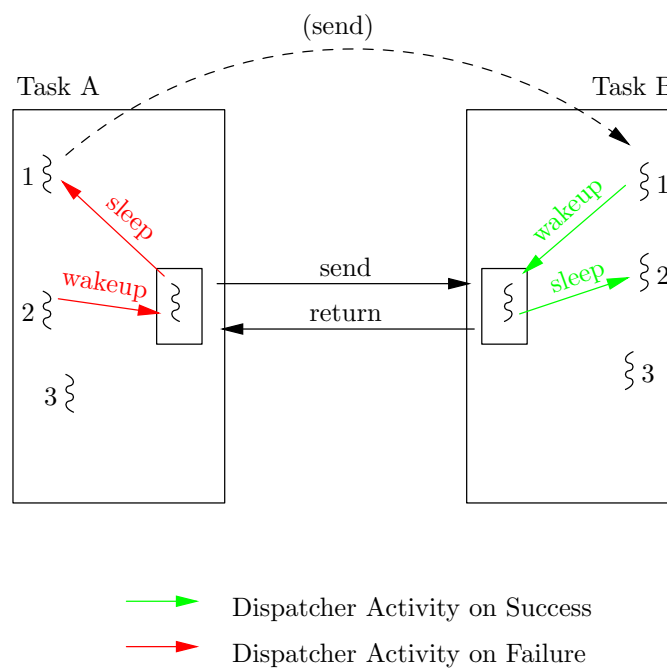 (send)
Task A
Task B
1
sleep
wakeup
2
3
send
return
wakeup
sleep
1
2
3
Dispatcher Activity on Success
Dispatcher Activity on Failure